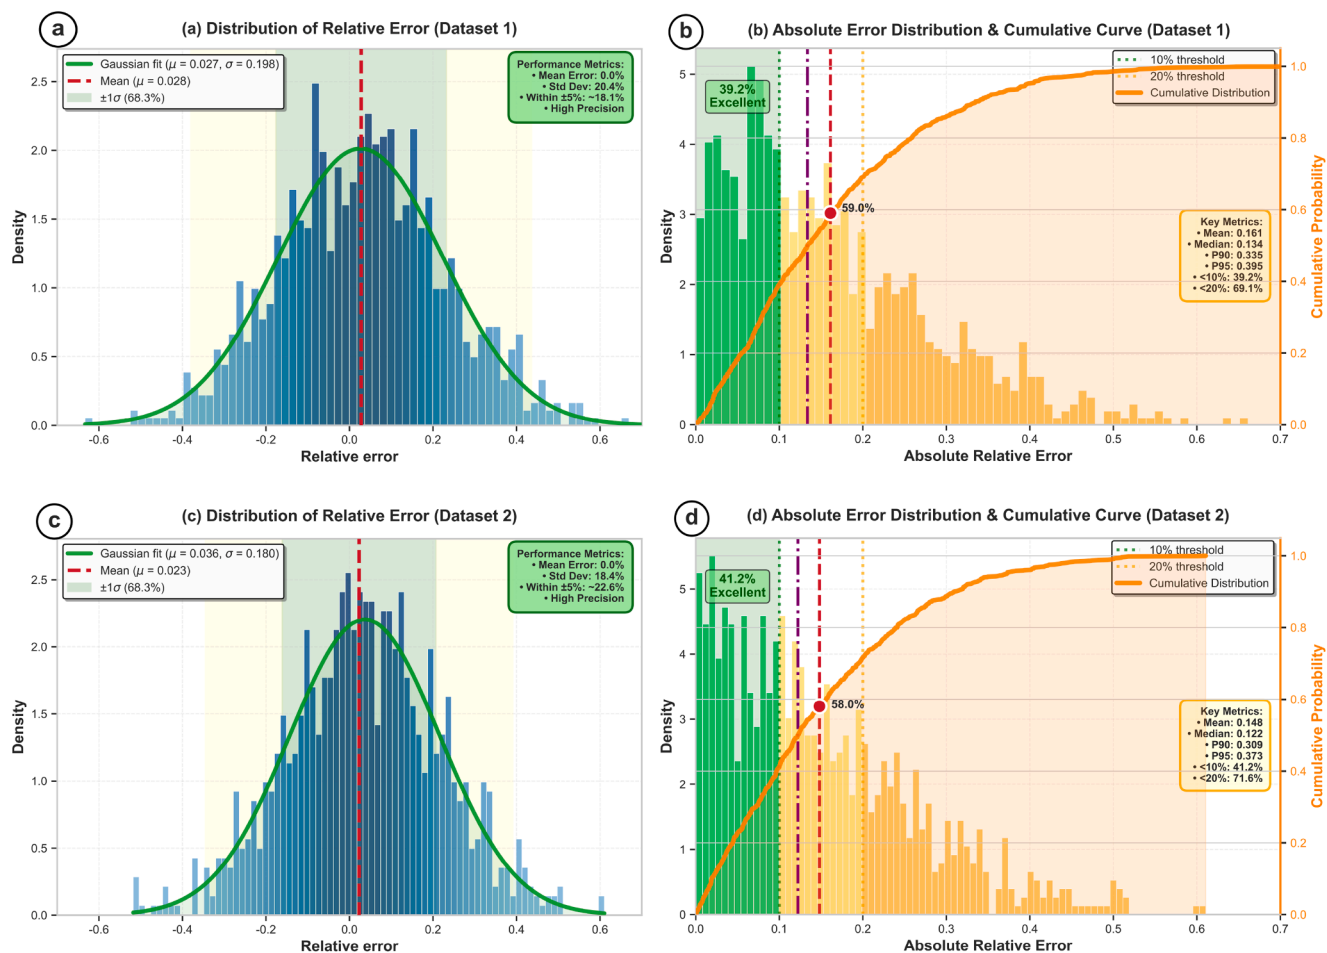 a
(a) Distribution of Relative Error (Dataset 1)
Gaussian fit (μ = 0.027, σ = 0.198)
Mean (μ = 0.028)
±1σ (68.3%)
Performance Metrics:
• Mean Error: 0.0%
• Std Dev: 20.4%
• Within ±5%: ~18.1%
• High Precision
Density
2.5
2.0
1.5
1.0
0.5
0.0
-0.6
-0.4
-0.2
0.0
0.2
0.4
0.6
Relative error
b
(b) Absolute Error Distribution & Cumulative Curve (Dataset 1)
39.2%
Excellent
10% threshold
20% threshold
Cumulative Distribution
59.0%
Key Metrics:
• Mean: 0.161
• Median: 0.134
• P90: 0.335
• P95: 0.395
• <10%: 39.2%
• <20%: 69.1%
Density
5
4
3
2
1
0
0.0
0.1
0.2
0.3
0.4
0.5
0.6
0.7
Absolute Relative Error
1.0
0.8
0.6
0.4
0.2
0.0
Cumulative Probability
c
(c) Distribution of Relative Error (Dataset 2)
Gaussian fit (μ = 0.036, σ = 0.180)
Mean (μ = 0.023)
±1σ (68.3%)
Performance Metrics:
• Mean Error: 0.0%
• Std Dev: 18.4%
• Within ±5%: ~22.6%
• High Precision
Density
2.5
2.0
1.5
1.0
0.5
0.0
-0.6
-0.4
-0.2
0.0
0.2
0.4
0.6
Relative error
d
(d) Absolute Error Distribution & Cumulative Curve (Dataset 2)
41.2%
Excellent
10% threshold
20% threshold
Cumulative Distribution
58.0%
Key Metrics:
• Mean: 0.148
• Median: 0.122
• P90: 0.309
• P95: 0.373
• <10%: 41.2%
• <20%: 71.6%
Density
5
4
3
2
1
0
0.0
0.1
0.2
0.3
0.4
0.5
0.6
0.7
Absolute Relative Error
1.0
0.8
0.6
0.4
0.2
0.0
Cumulative Probability